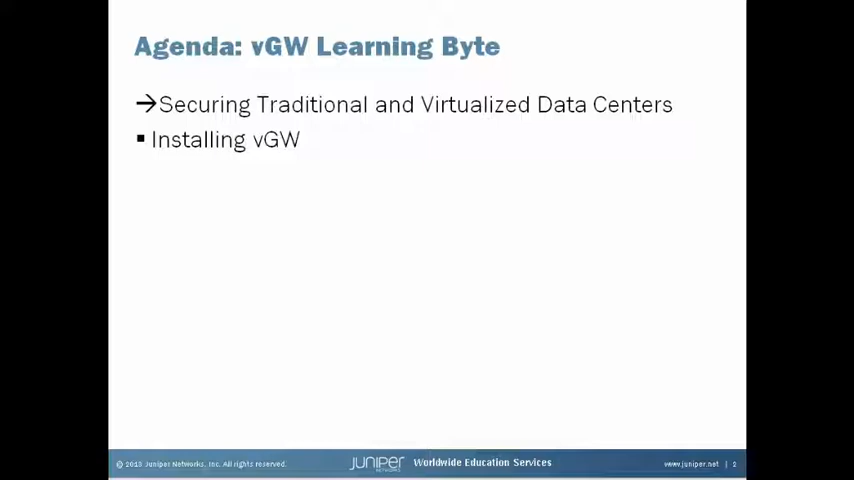 Agenda: vGW Learning Byte
→Securing Traditional and Virtualized Data Centers
▪ Installing vGW
© 2013 Juniper Networks, Inc. All rights reserved. JUNIPER NETWORKS Worldwide Education Services www.juniper.net | 2